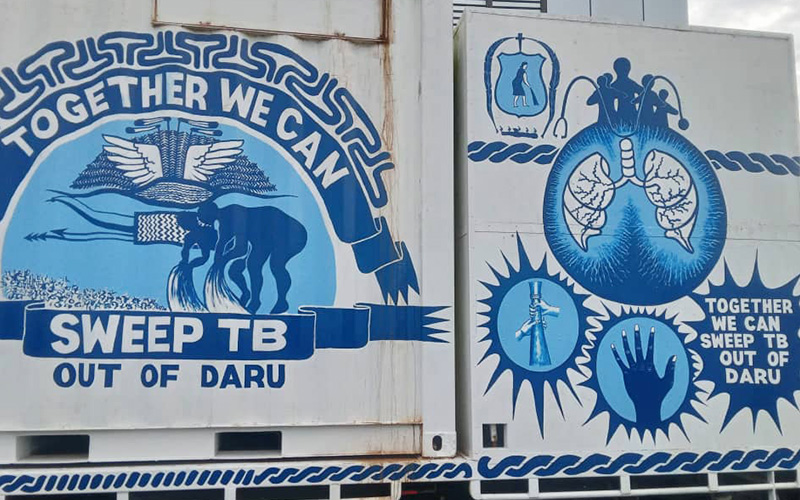 TOGETHER WE CAN
SWEEP TB
OUT OF DARU
TOGETHER
WE CAN
SWEEP TB
OUT OF
DARU